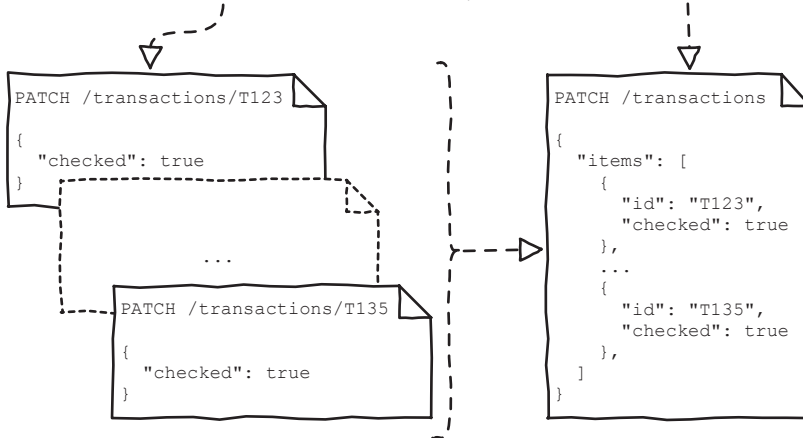 PATCH /transactions/T123
{
"checked": true
}
...
PATCH /transactions/T135
{
"checked": true
}
PATCH /transactions
{
"items": [
{
"id": "T123",
"checked": true
},
...
{
"id": "T135",
"checked": true
},
]
}